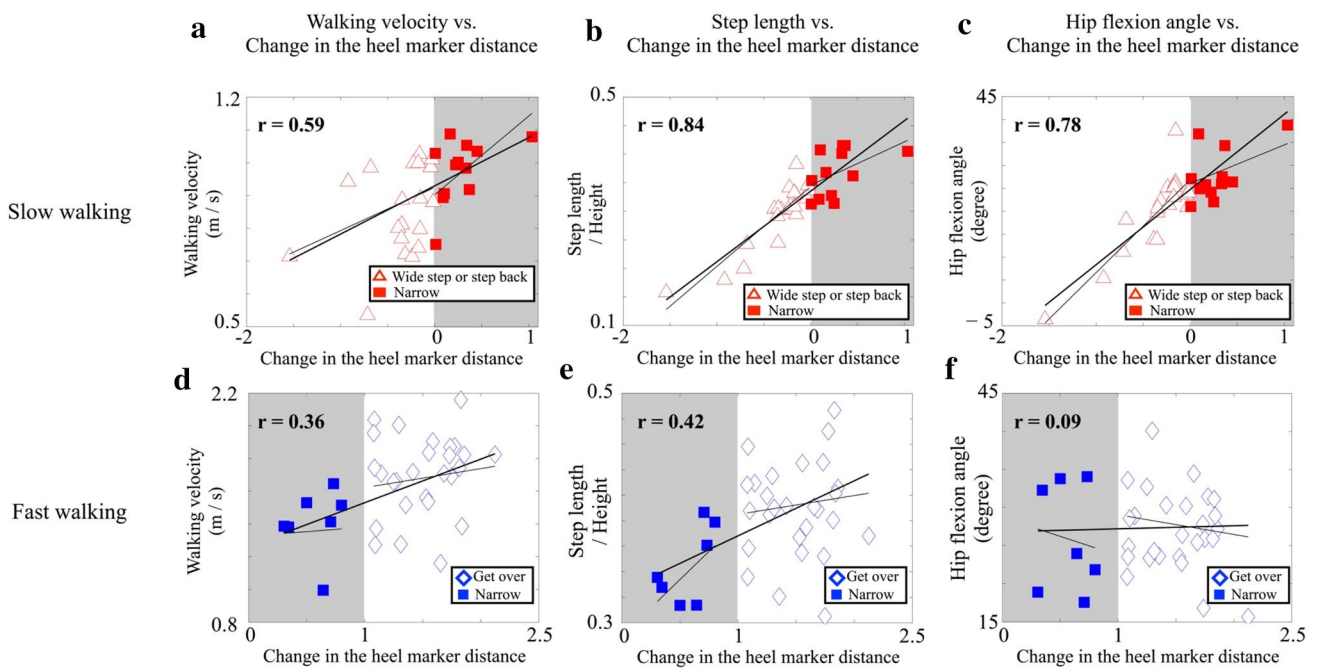 a
Walking velocity vs.
Change in the heel marker distance
b
Step length vs.
Change in the heel marker distance
c
Hip flexion angle vs.
Change in the heel marker distance
Slow walking
1.2
r = 0.59
Walking velocity
(m / s)
Wide step or step back
Narrow
0.5
-2
0
1
Change in the heel marker distance
0.5
r = 0.84
Step length
/ Height
Wide step or step back
Narrow
0.1
-2
0
1
Change in the heel marker distance
45
r = 0.78
Hip flexion angle
(degree)
Wide step or step back
Narrow
− 5
-2
0
1
Change in the heel marker distance
Fast walking
d
2.2
r = 0.36
Walking velocity
(m / s)
Get over
Narrow
0.8
0
1
2.5
Change in the heel marker distance
e
0.5
r = 0.42
Step length
/ Height
Get over
Narrow
0.3
0
1
2.5
Change in the heel marker distance
f
45
r = 0.09
Hip flexion angle
(degree)
Get over
Narrow
15
0
1
2.5
Change in the heel marker distance